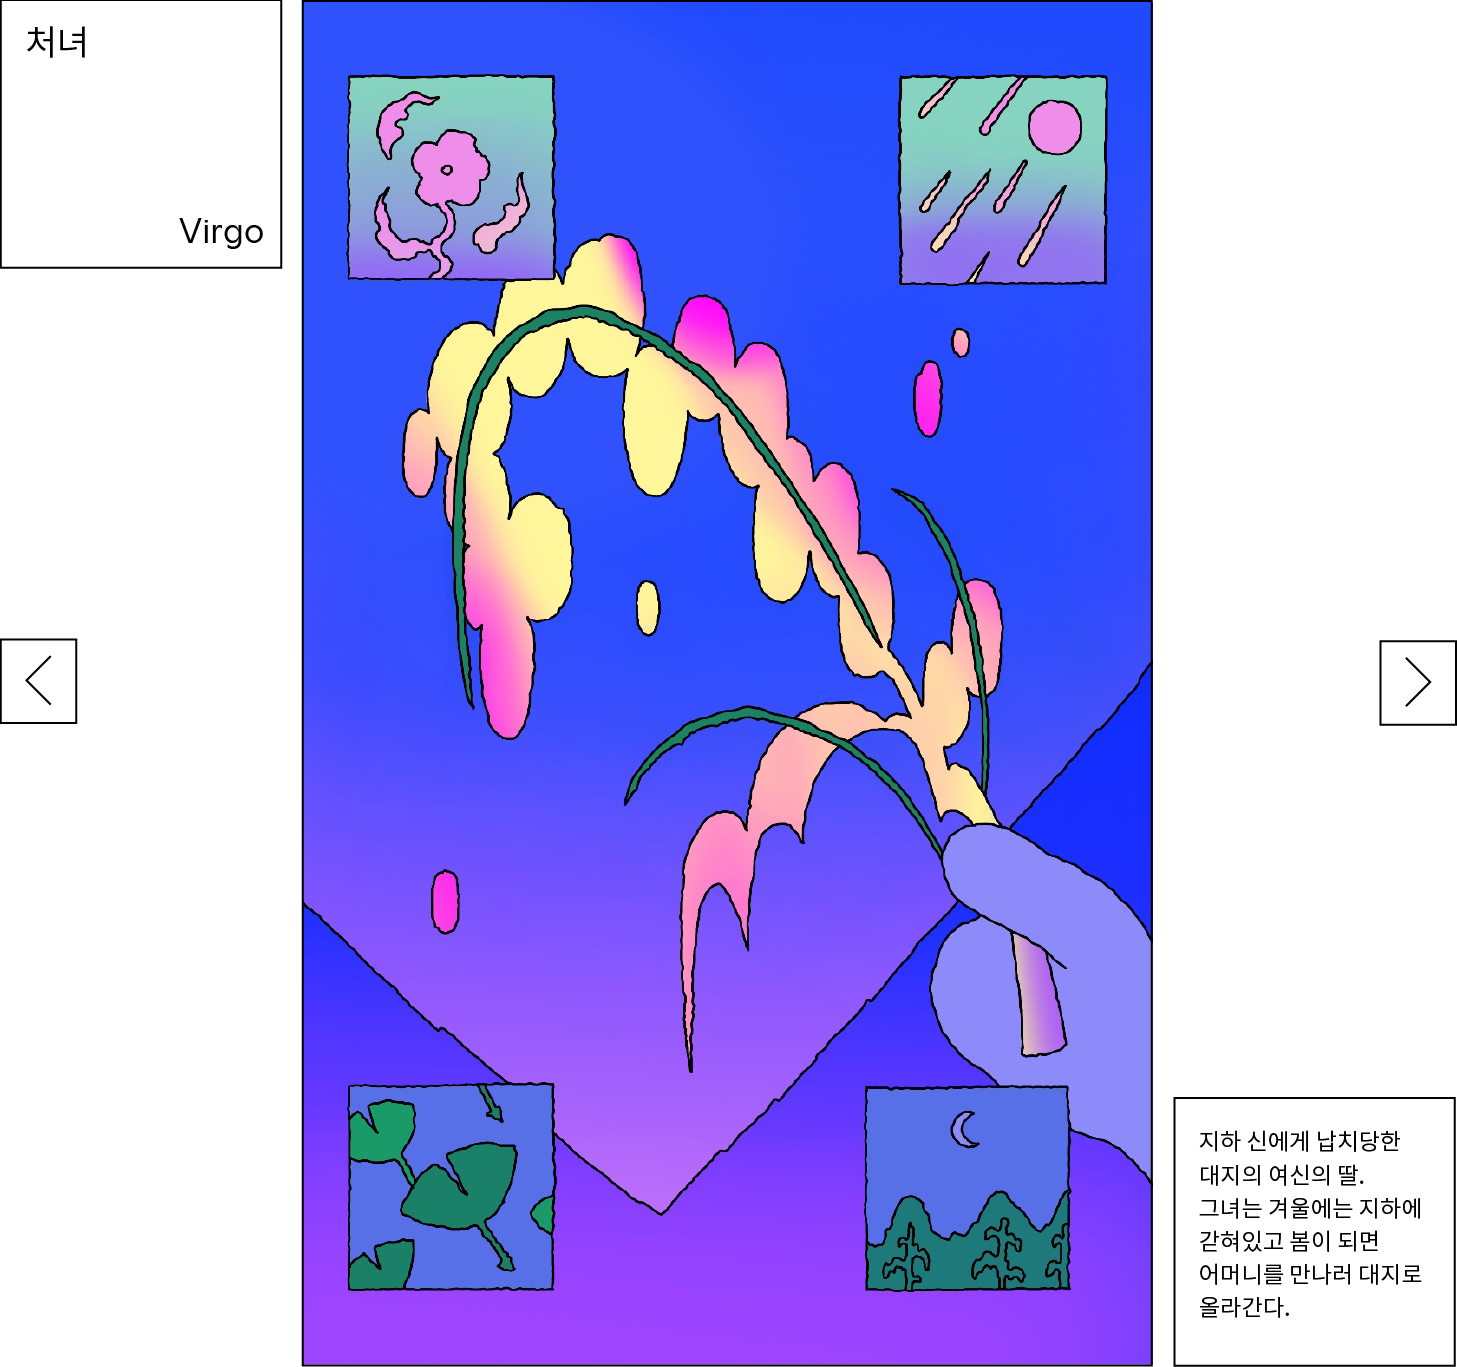 처녀
Virgo
지하 신에게 납치당한
대지의 여신의 딸.
그녀는 겨울에는 지하에
갇혀있고 봄이 되면
어머니를 만나러 대지로
올라간다.